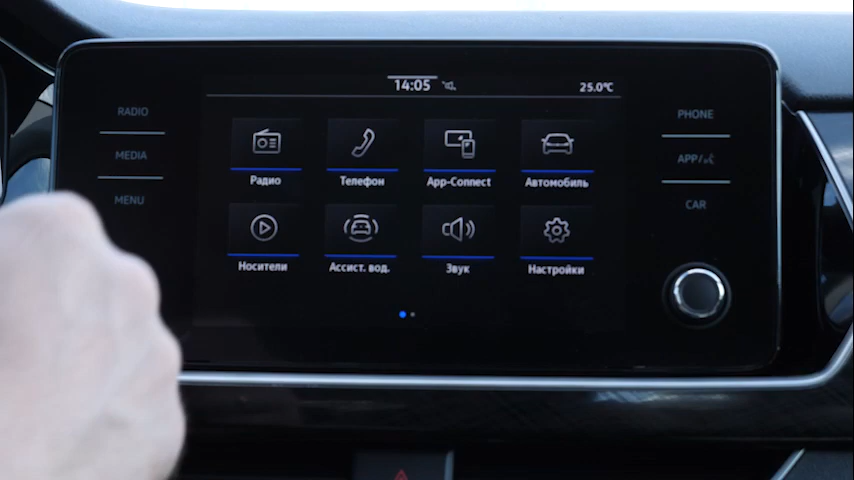 14:05
25.0°C
RADIO
MEDIA
MENU
Радио
Телефон
App-Connect
Автомобиль
Носители
Ассист. вод.
Звук
Настройки
PHONE
APP/
CAR